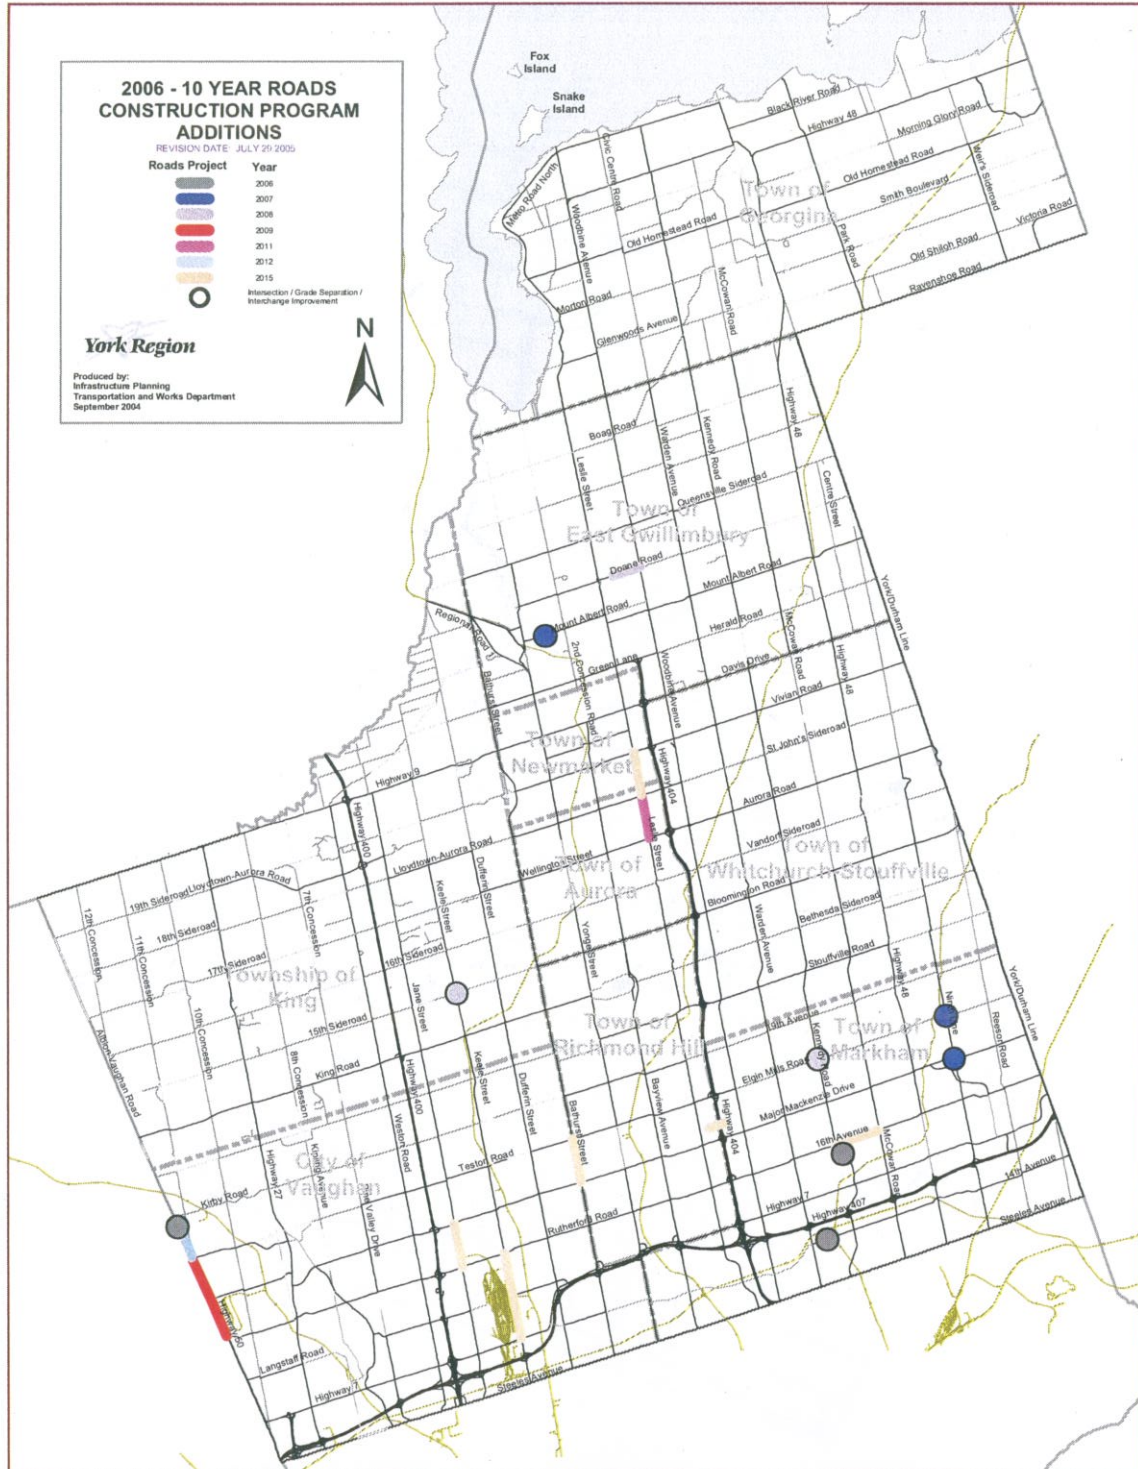 2006 - 10 YEAR ROADS
CONSTRUCTION PROGRAM
ADDITIONS
REVISION DATE: JULY 29 2005
Roads Project Year
2006
2007
2008
2009
2011
2012
2015
Intersection / Grade Separation /
Interchange Improvement
York Region
N
Produced by:
Infrastructure Planning
Transportation and Works Department
September 2004
Fox
Island
Snake
Island
Black River Road
Highway 48
Morning Glory Road
Metro Road North
Civic Centre Road
Old Homestead Road
Weir's Sideroad
Town of
Georgina
Smith Boulevard
Woodbine Avenue
Old Homestead Road
Park Road
Victoria Road
Old Shiloh Road
Ravenshoe Road
McCowan Road
Morton Road
Glenwoods Avenue
Highway 48
Boag Road
Warden Avenue
Kennedy Road
Leslie Street
Queensville Sideroad
Centre Street
Town of
East Gwillimbury
Doane Road
Mount Albert Road
York/Durham Line
Regional Road 1
Mount Albert Road
Herald Road
McCowan Road
2nd Concession Road
Green Lane
Woodbine Avenue
Davis Drive
Highway 48
Bathurst Street
Vivian Road
Town of
Newmarket
St John's Sideroad
Highway 9
Highway 404
Aurora Road
Highway 400
Leslie Street
Vandorf Sideroad
Town of
Whitchurch-Stouffville
Lloydtown-Aurora Road
Wellington Street
Town of
Aurora
Keele Street
Dufferin Street
Lloydtown-Aurora Road
19th Sideroad
7th Concession
Bloomington Road
Bethesda Sideroad
12th Concession
11th Concession
18th Sideroad
17th Sideroad
16th Sideroad
Yonge Street
Warden Avenue
Stouffville Road
Highway 48
Township of
King
Jane Street
York/Durham Line
Reeson Road
10th Concession
15th Sideroad
Town of
Richmond Hill
19th Avenue
Town of
Markham
Albion-Vaughan Road
8th Concession
King Road
Keele Street
Dufferin Street
Elgin Mills Road
Kennedy Road
Highway 400
Bayview Avenue
Major Mackenzie Drive
Weston Road
Bathurst Street
Highway 404
16th Avenue
McCowan Road
City of
Vaughan
Highway 27
Kipling Avenue
Teston Road
14th Avenue
Kirby Road
Pine Valley Drive
Rutherford Road
Highway 7
Highway 407
Steeles Avenue
Highway 50
Langstaff Road
Highway 7
Steeles Avenue